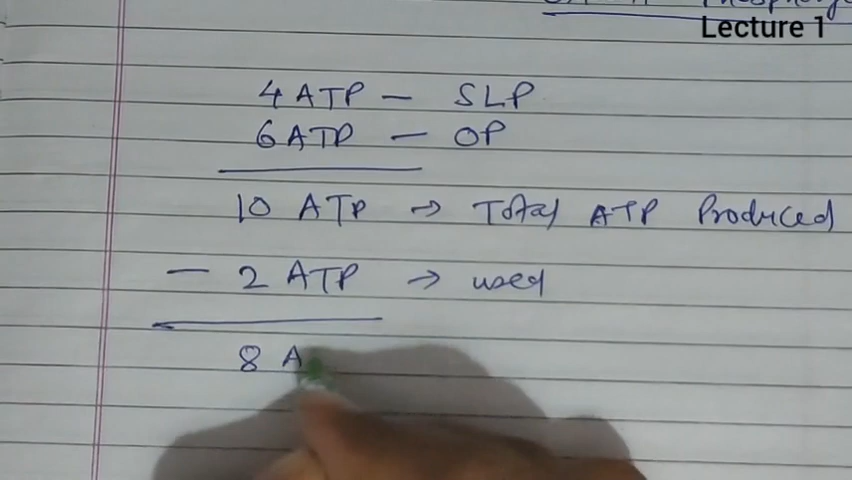 Lecture 1
4 ATP — SLP
6 ATP — OP
10 ATP → Total ATP Produced
— 2 ATP → used
8 A